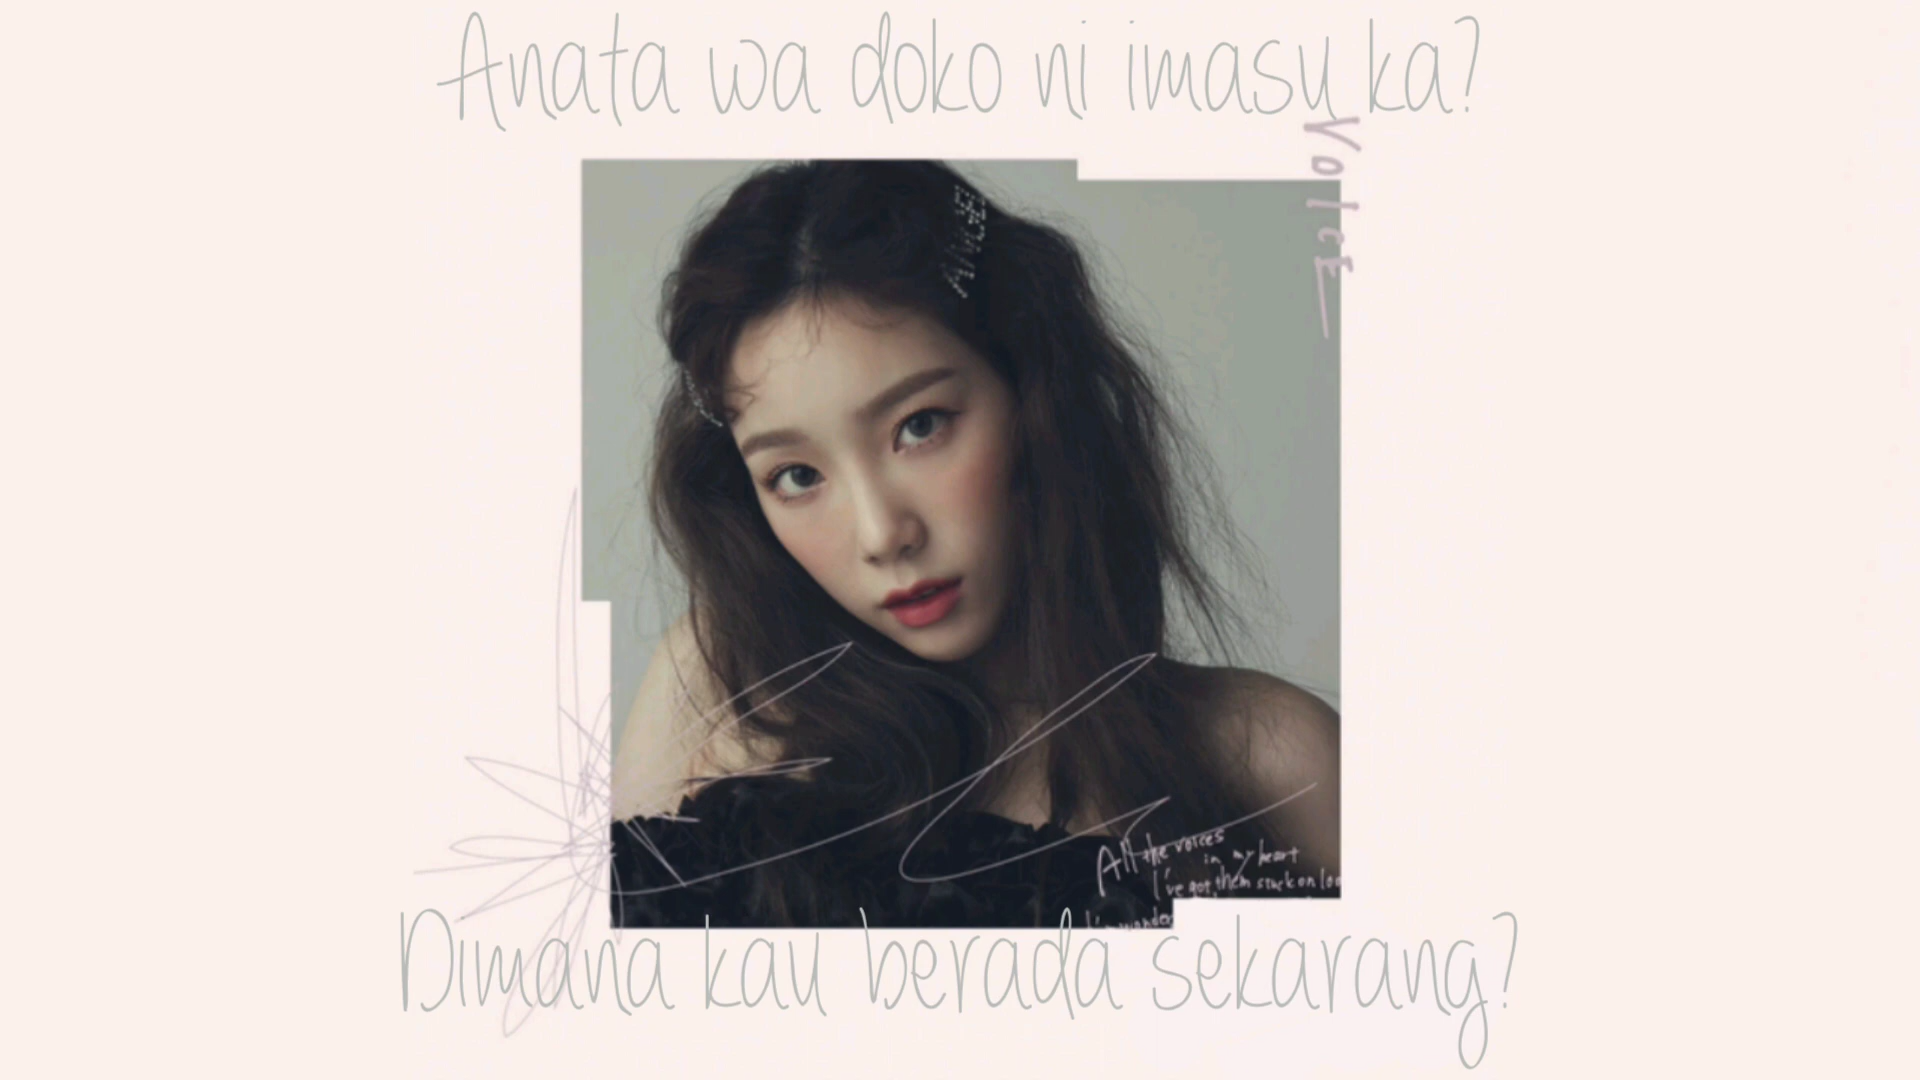 Anata wa doko ni imasu ka?
VoIcE
All the voices
in my heart
I've got them stuck on loo
Dimana kau berada sekarang?